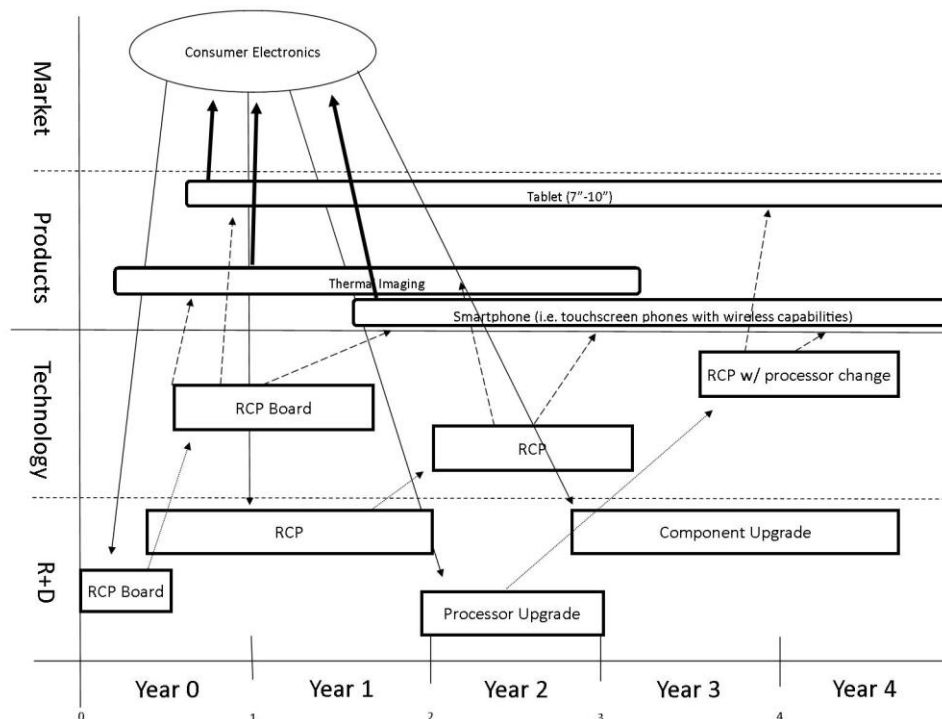 Market
Consumer Electronics
Products
Tablet (7"-10")
Thermal Imaging
Smartphone (i.e. touchscreen phones with wireless capabilities)
Technology
RCP Board
RCP
RCP w/ processor change
R+D
RCP
Component Upgrade
RCP Board
Processor Upgrade
Year 0
Year 1
Year 2
Year 3
Year 4
0
1
2
3
4